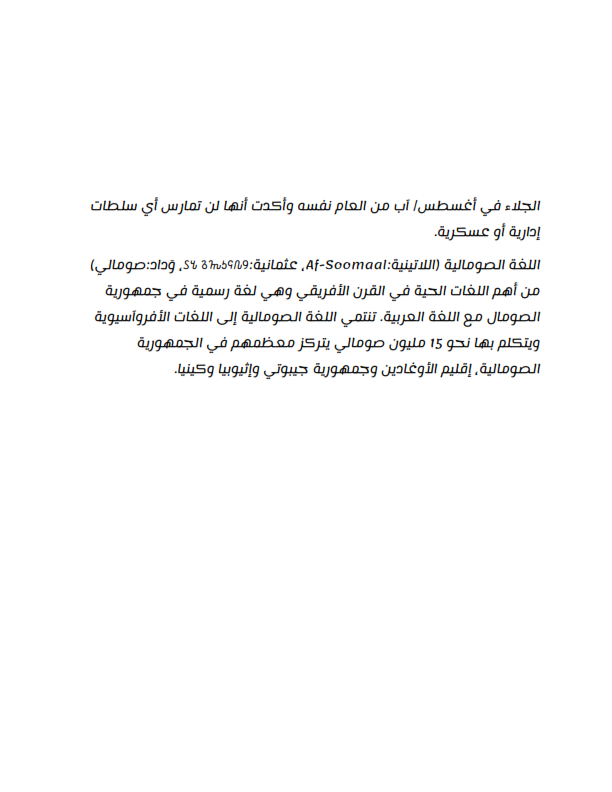 الجلاء في أغسطس/ آب من العام نفسه وأكدت أنها لن تمارس أي سلطات
إدارية أو عسكرية.
اللغة الصومالية (اللاتينية:Af-Soomaal، عثمانية:𐒖𐒍 𐒈𐒝𐒑𐒛𐒐𐒘، وَداد:صومالي)
من أهم اللغات الحية في القرن الأفريقي وهي لغة رسمية في جمهورية
الصومال مع اللغة العربية. تنتمي اللغة الصومالية إلى اللغات الأفروآسيوية
ويتكلم بها نحو 15 مليون صومالي يتركز معظمهم في الجمهورية
الصومالية، إقليم الأوغادين وجمهورية جيبوتي وإثيوبيا وكينيا.